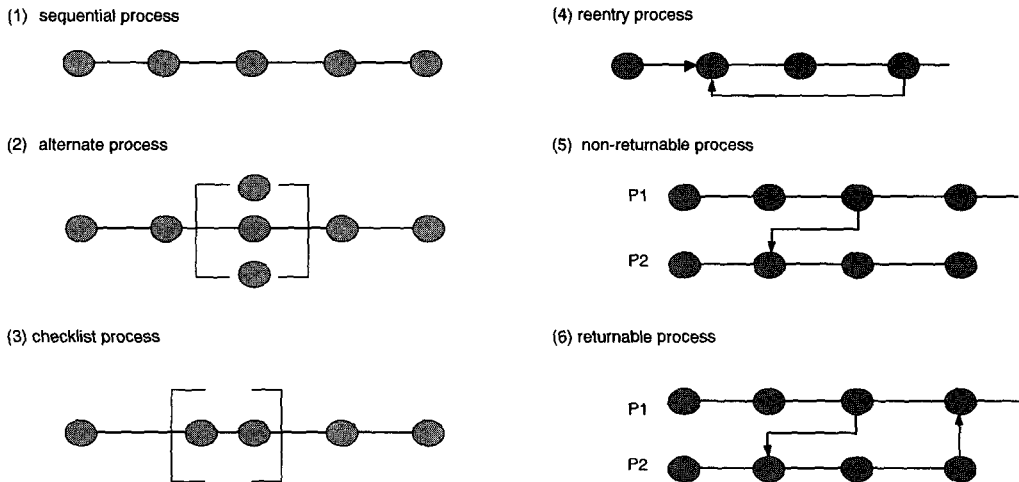 (1) sequential process
(2) alternate process
(3) checklist process
(4) reentry process
(5) non-returnable process
P1
P2
(6) returnable process
P1
P2